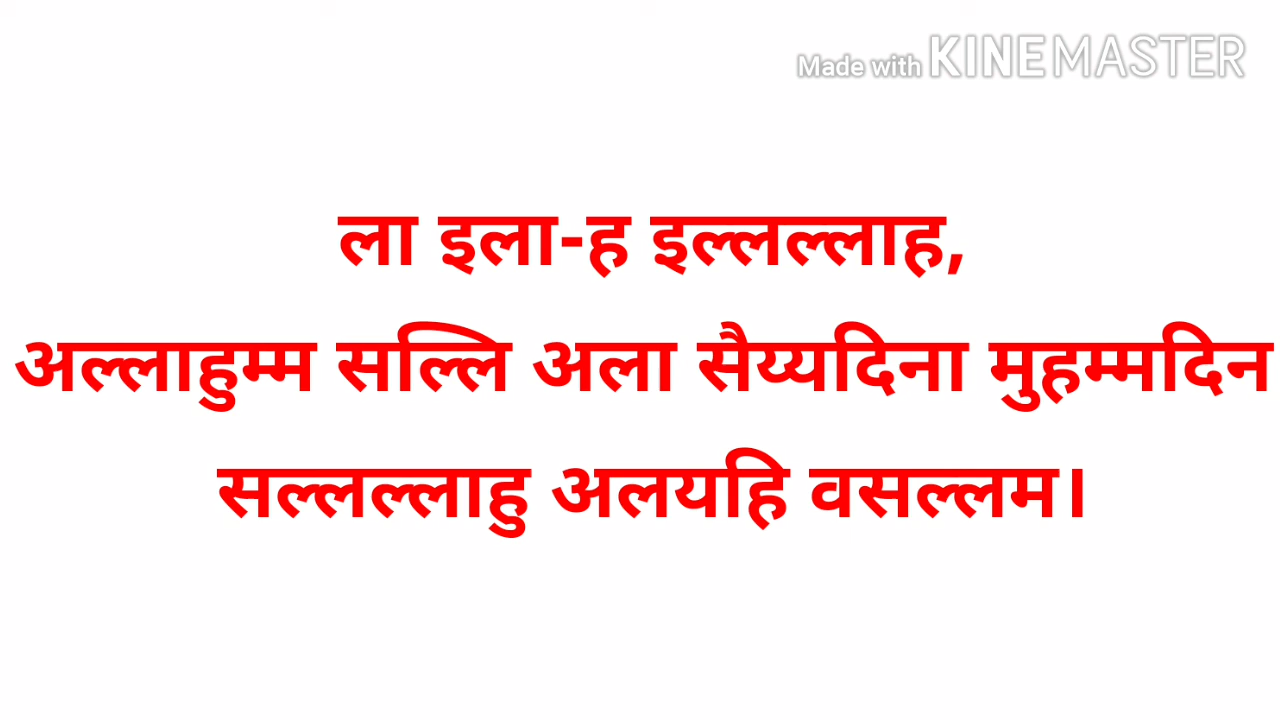 Made with KINEMASTER
ला इला-ह इल्लल्लाह,
अल्लाहुम्म सल्लि अला सैय्यदिना मुहम्मदिन
सल्लल्लाहु अलयहि वसल्लम।